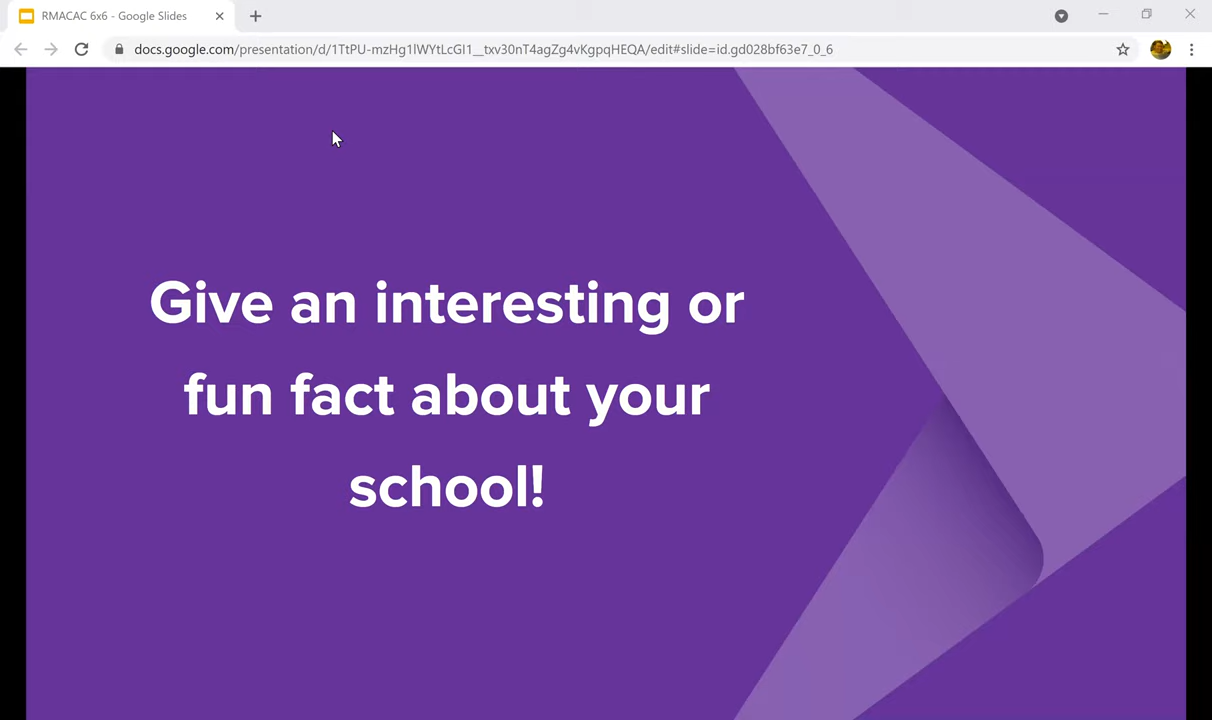 RMACAC 6x6 - Google Slides
docs.google.com/presentation/d/1TtPU-mzHg1lWYtLcGI1__txv30nT4agZg4vKgpqHEQA/edit#slide=id.gd028bf63e7_0_6
Give an interesting or
fun fact about your
school!